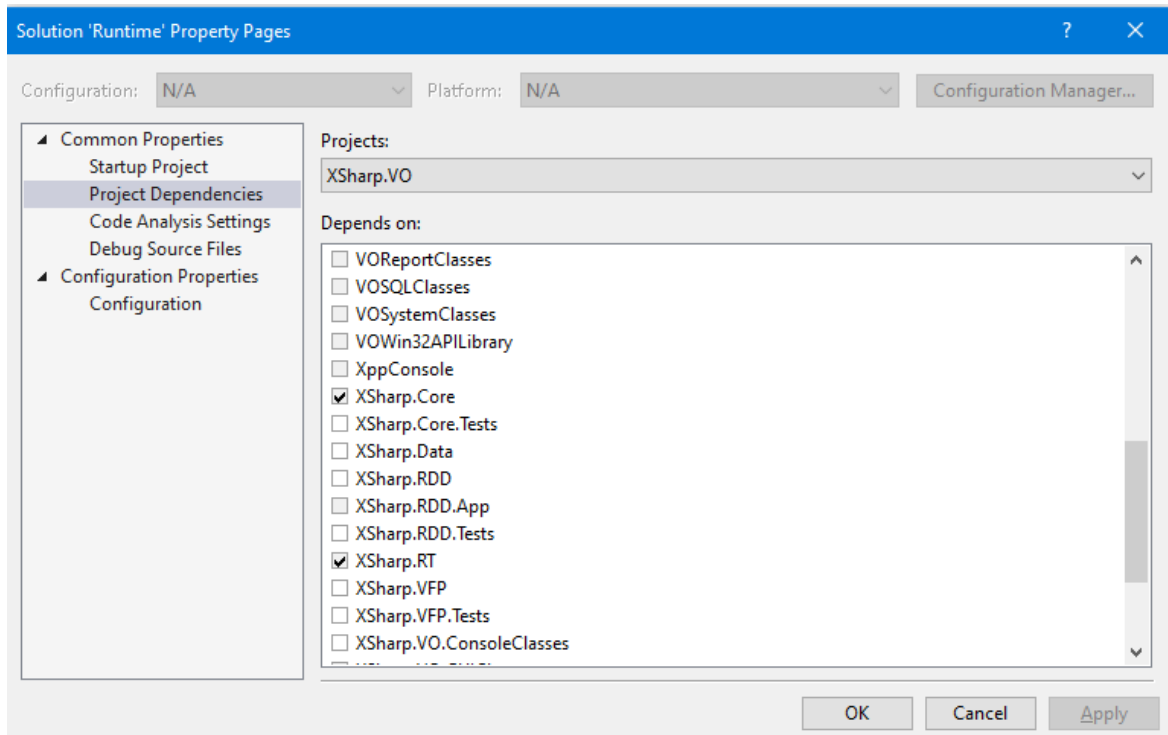 Solution 'Runtime' Property Pages
?
Configuration: N/A Platform: N/A Configuration Manager...
Common Properties
Startup Project
Project Dependencies
Code Analysis Settings
Debug Source Files
Configuration Properties
Configuration
Projects:
XSharp.VO
Depends on:
VOReportClasses
VOSQLClasses
VOSystemClasses
VOWin32APILibrary
XppConsole
XSharp.Core
XSharp.Core.Tests
XSharp.Data
XSharp.RDD
XSharp.RDD.App
XSharp.RDD.Tests
XSharp.RT
XSharp.VFP
XSharp.VFP.Tests
XSharp.VO.ConsoleClasses
OK Cancel Apply